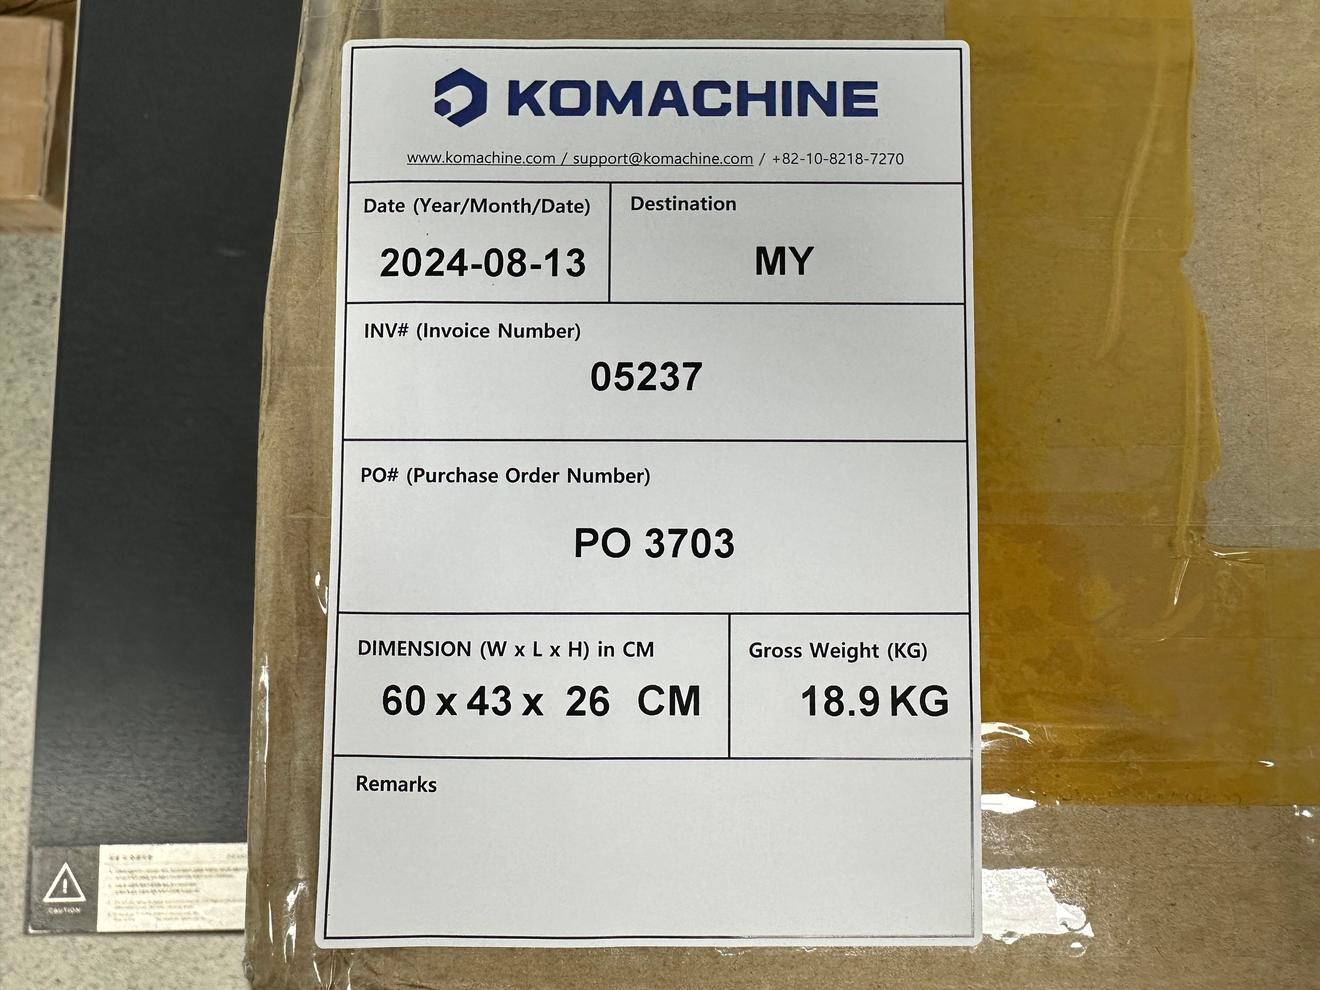 KOMACHINE
www.komachine.com / support@komachine.com / +82-10-8218-7270
Date (Year/Month/Date)
2024-08-13
Destination
MY
INV# (Invoice Number)
05237
PO# (Purchase Order Number)
PO 3703
DIMENSION (W x L x H) in CM
60 x 43 x 26 CM
Gross Weight (KG)
18.9 KG
Remarks
CAUTION